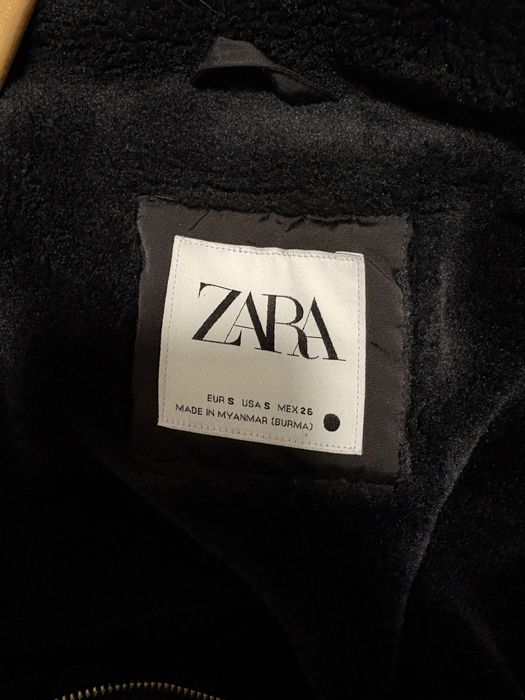 ZARA
EUR S USA S MEX 26
MADE IN MYANMAR (BURMA)